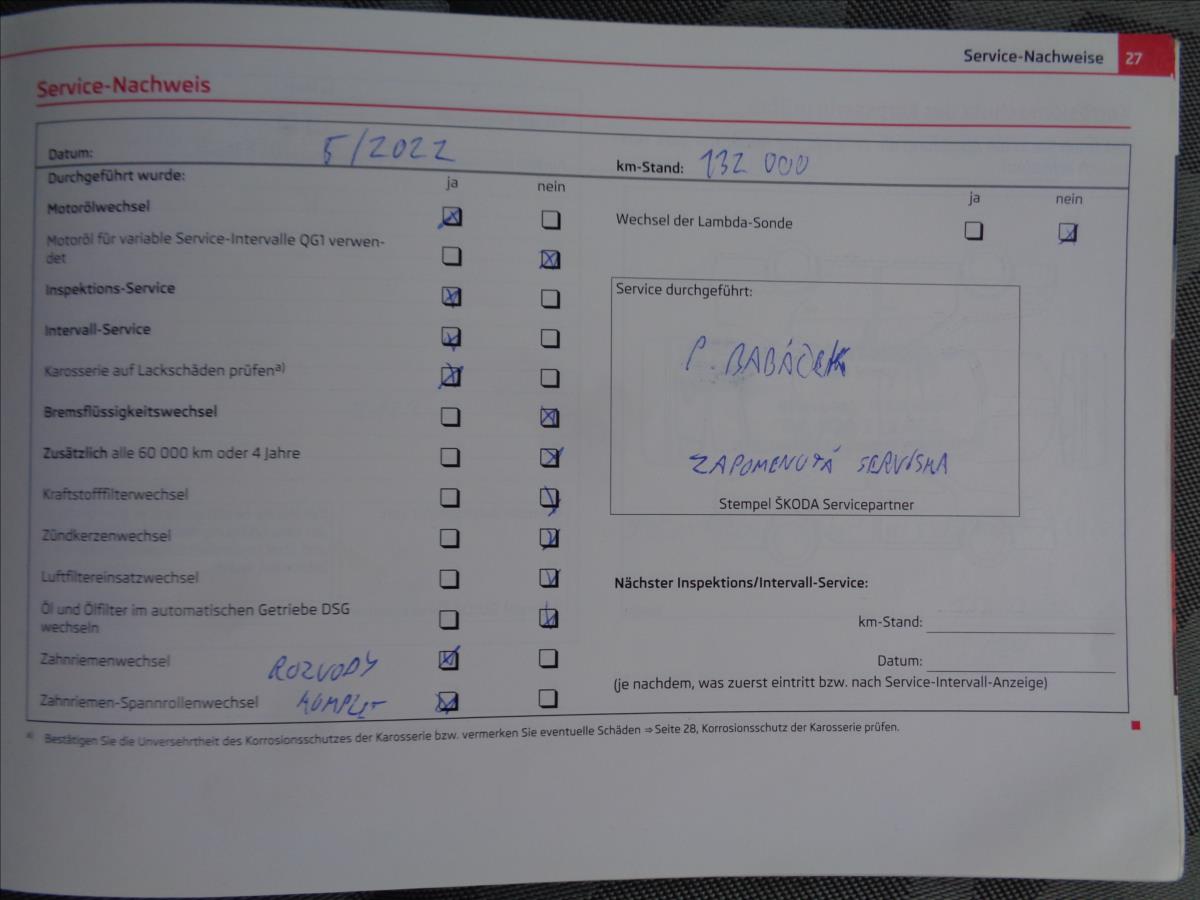 Service-Nachweise 27
Service-Nachweis
Datum: 5/2022
km-Stand: 132 000
Durchgeführt wurde:
ja nein
Motorölwechsel
Motoröl für variable Service-Intervalle QG1 verwen-
det
Inspektions-Service
Intervall-Service
Karosserie auf Lackschäden prüfenᵃ⁾
Bremsflüssigkeitswechsel
Zusätzlich alle 60 000 km oder 4 Jahre
Kraftstofffilterwechsel
Zündkerzenwechsel
Luftfiltereinsatzwechsel
Öl und Ölfilter im automatischen Getriebe DSG
wechseln
Zahnriemenwechsel ROZVODY
Zahnriemen-Spannrollenwechsel KOMPLET
ja nein
Wechsel der Lambda-Sonde
Service durchgeführt:
P. BABÁČEK
ZAPOMENUTÁ SERVISKA
Stempel ŠKODA Servicepartner
Nächster Inspektions/Intervall-Service:
km-Stand:
Datum:
(je nachdem, was zuerst eintritt bzw. nach Service-Intervall-Anzeige)
ᵃ⁾ Bestätigen Sie die Unversehrtheit des Korrosionsschutzes der Karosserie bzw. vermerken Sie eventuelle Schäden ⇒ Seite 28, Korrosionsschutz der Karosserie prüfen.